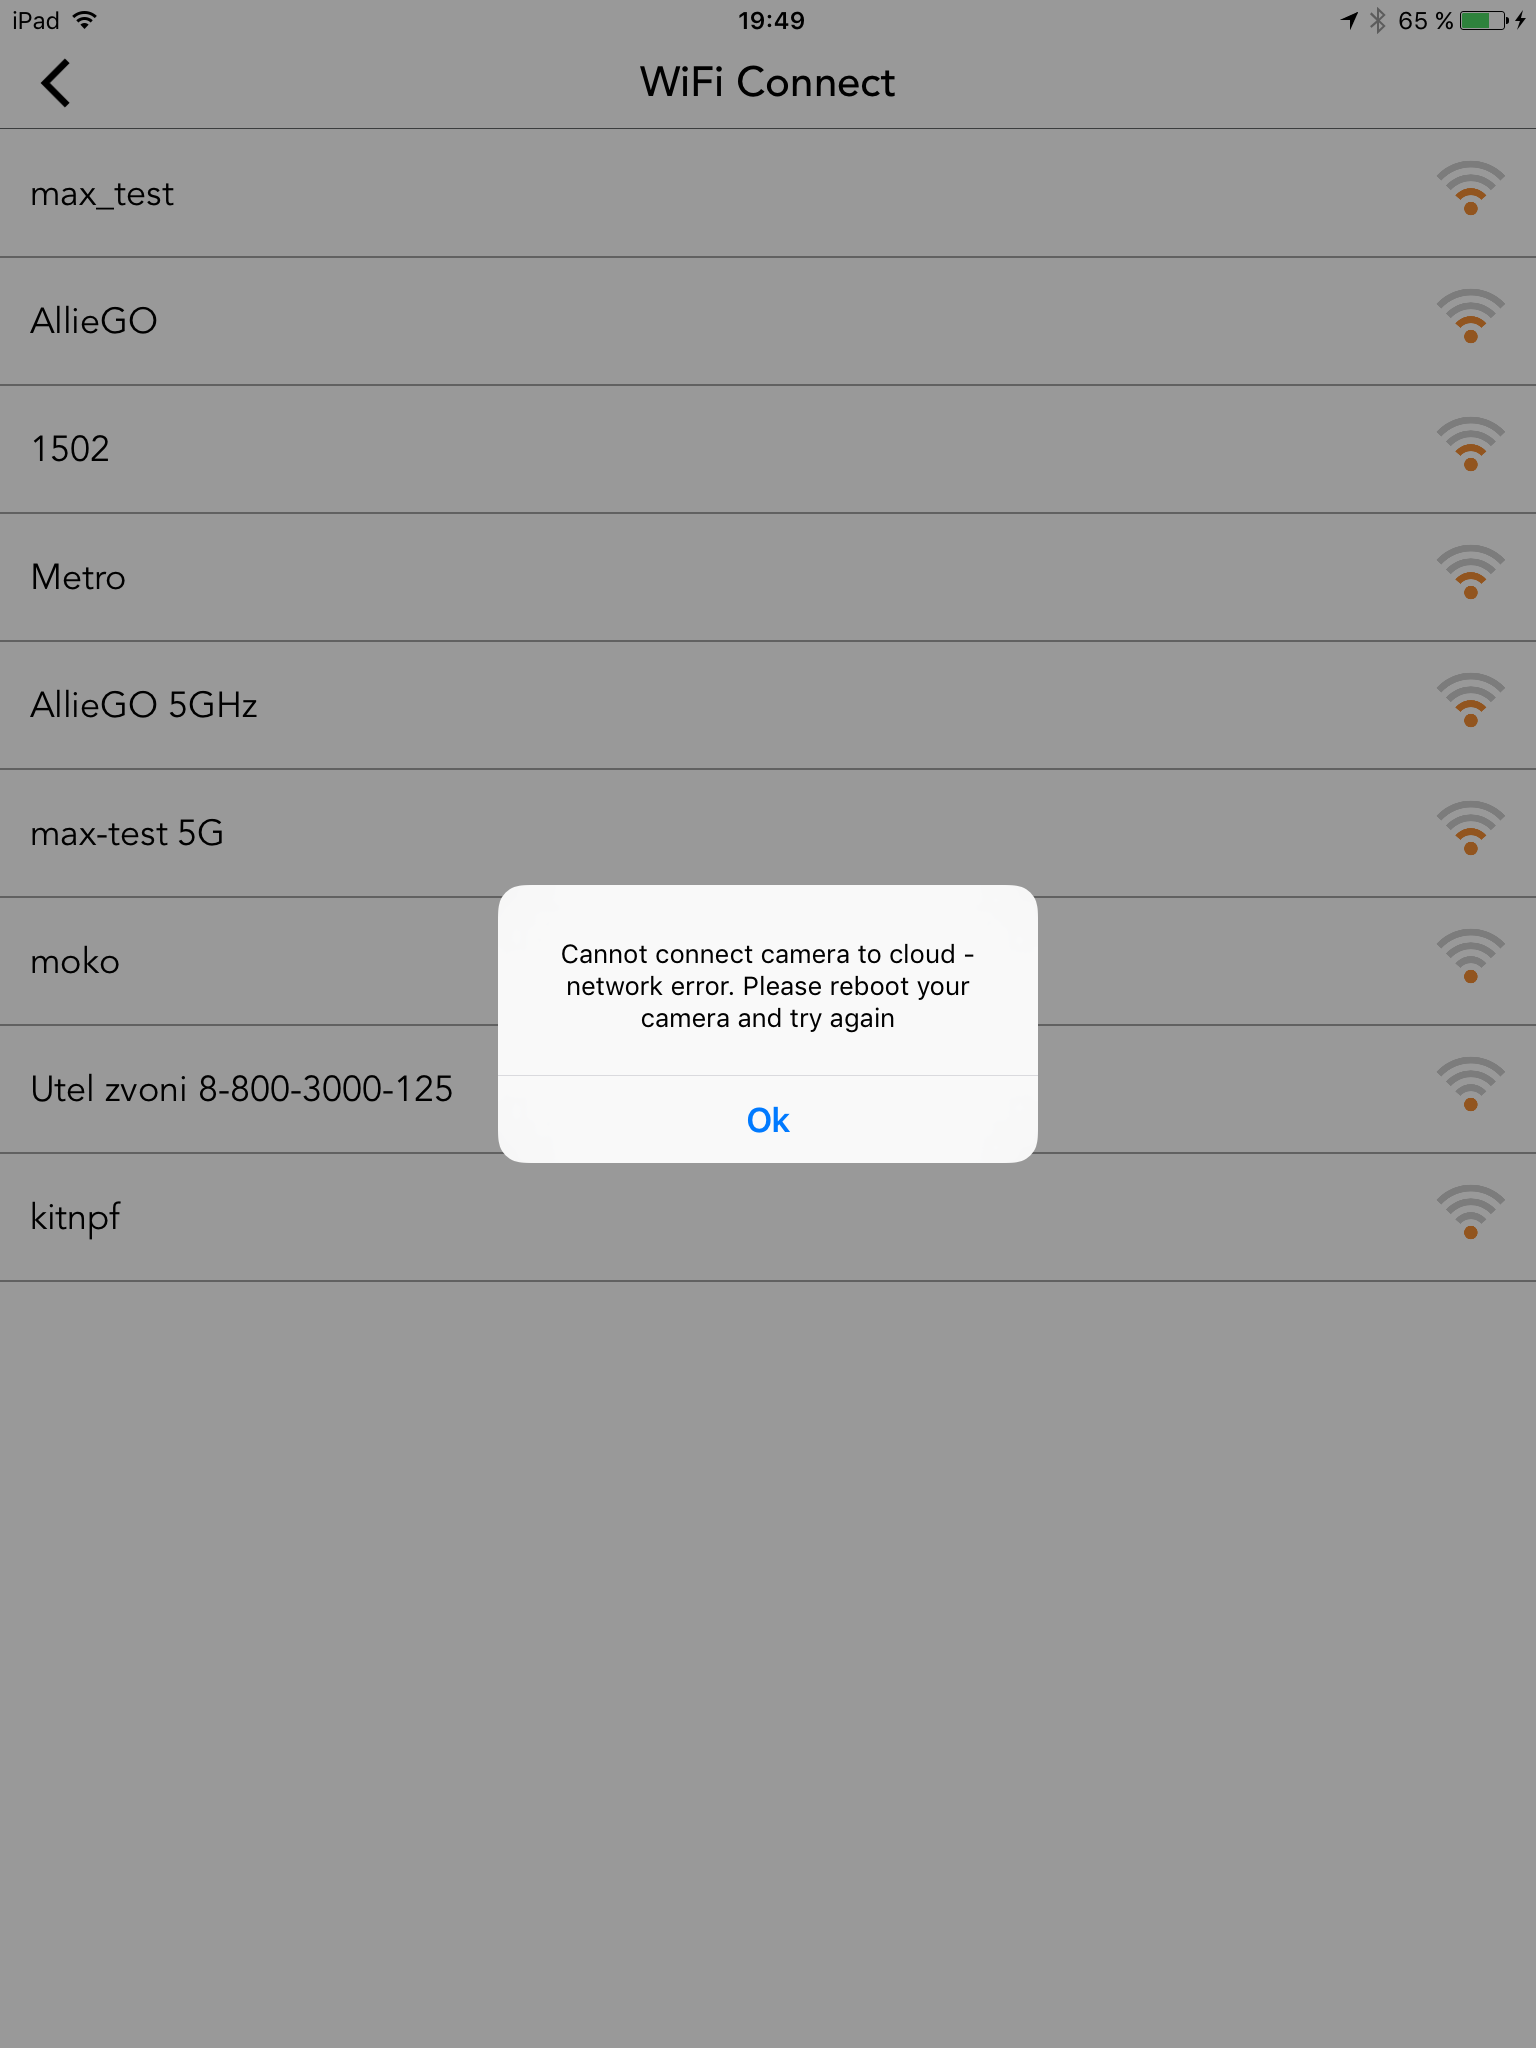 iPad 19:49 65 %
WiFi Connect
max_test
AllieGO
1502
Metro
AllieGO 5GHz
max-test 5G
moko
Utel zvoni 8-800-3000-125
kitnpf
Cannot connect camera to cloud -
network error. Please reboot your
camera and try again
Ok